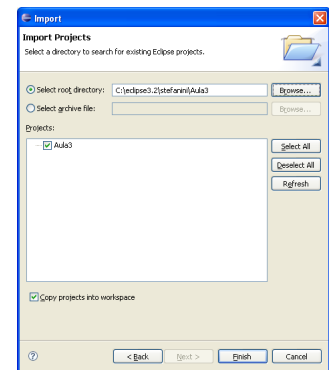 Import
Import Projects
Select a directory to search for existing Eclipse projects.
Select root directory: C:\eclipse3.2\stefanini\Aula3 Browse...
Select archive file: Browse...
Projects:
Aula3
Select All
Deselect All
Refresh
Copy projects into workspace
? < Back Next > Finish Cancel